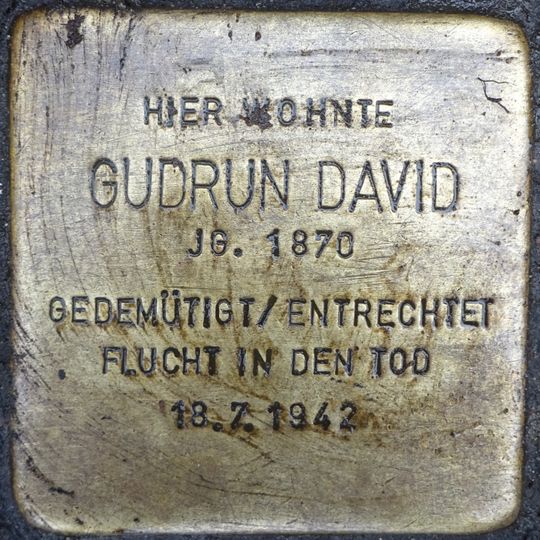 HIER WOHNTE
GUDRUN DAVID
JG. 1870
GEDEMÜTIGT/ENTRECHTET
FLUCHT IN DEN TOD
18.7.1942